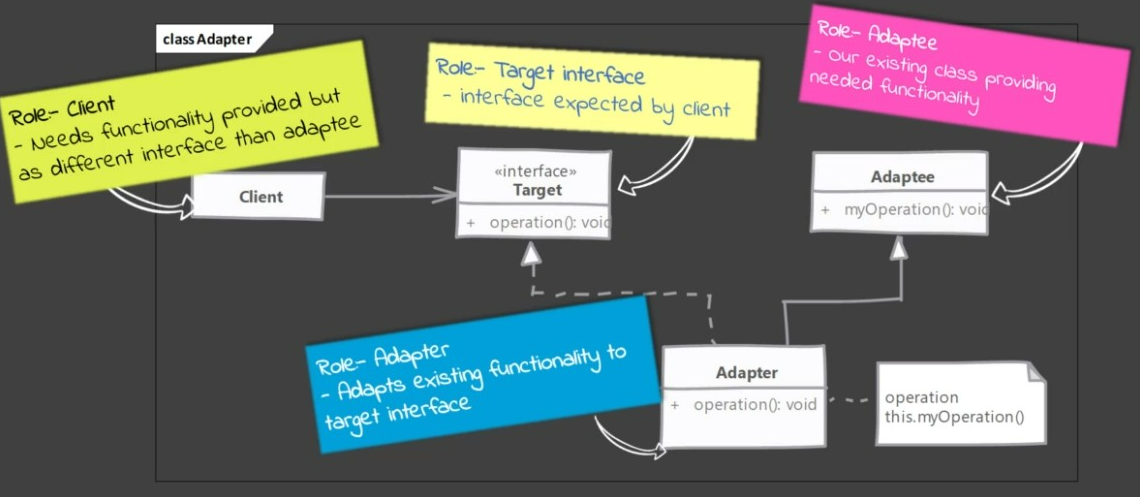 class Adapter
Role:- Client
- Needs functionality provided but
as different interface than adaptee
Role:- Target interface
- interface expected by client
Role:- Adaptee
- our existing class providing
needed functionality
Client
«interface»
Target
+ operation(): void
Adaptee
+ myOperation(): void
Role:- Adapter
- Adapts existing functionality to
target interface
Adapter
+ operation(): void
operation
this.myOperation()